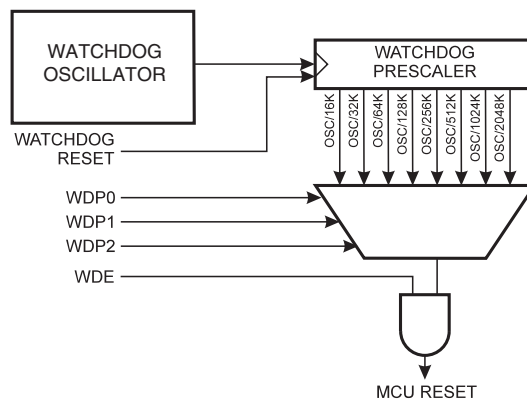 WATCHDOG
OSCILLATOR
WATCHDOG
PRESCALER
WATCHDOG
RESET
OSC/16K
OSC/32K
OSC/64K
OSC/128K
OSC/256K
OSC/512K
OSC/1024K
OSC/2048K
WDP0
WDP1
WDP2
WDE
MCU RESET